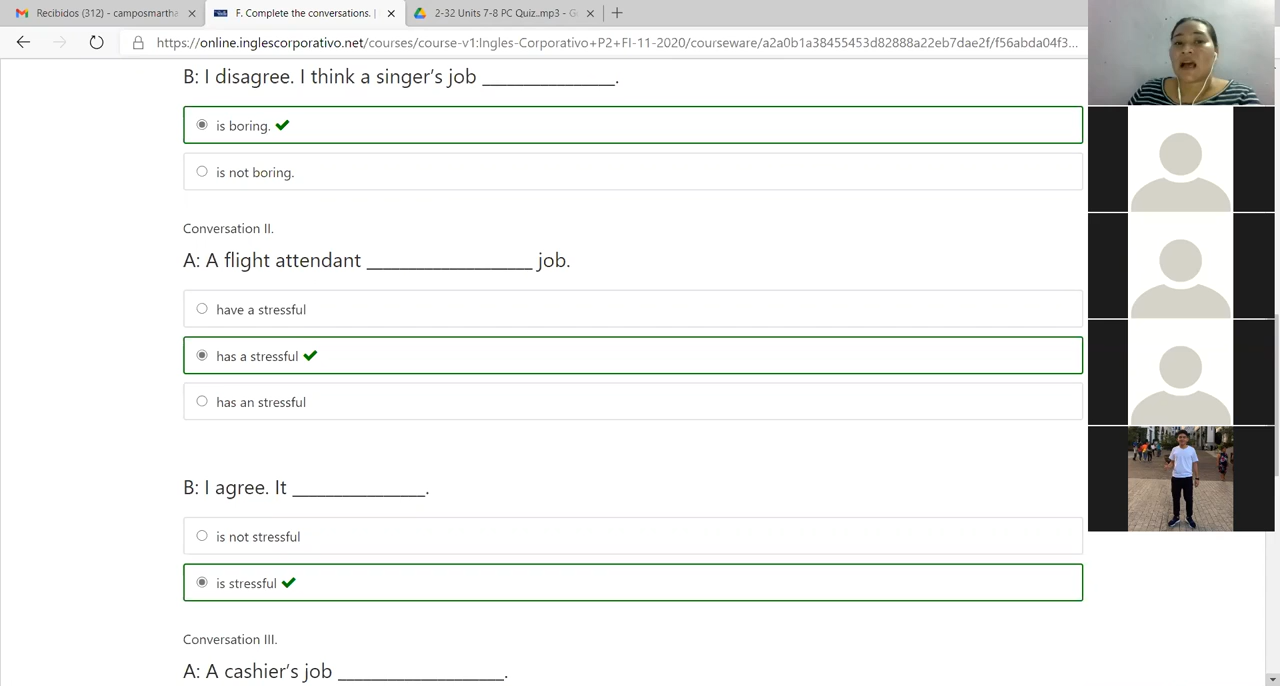 Recibidos (312) - camposmartha
F. Complete the conversations. |
2-32 Units 7-8 PC Quiz..mp3 - G
https://online.inglescorporativo.net/courses/course-v1:Ingles-Corporativo+P2+FI-11-2020/courseware/a2a0b1a38455453d82888a22eb7dae2f/f56abda04f3...
B: I disagree. I think a singer's job ______________.
is boring.
is not boring.
Conversation II.
A: A flight attendant __________________ job.
have a stressful
has a stressful
has an stressful
B: I agree. It ______________.
is not stressful
is stressful
Conversation III.
A: A cashier's job __________________.